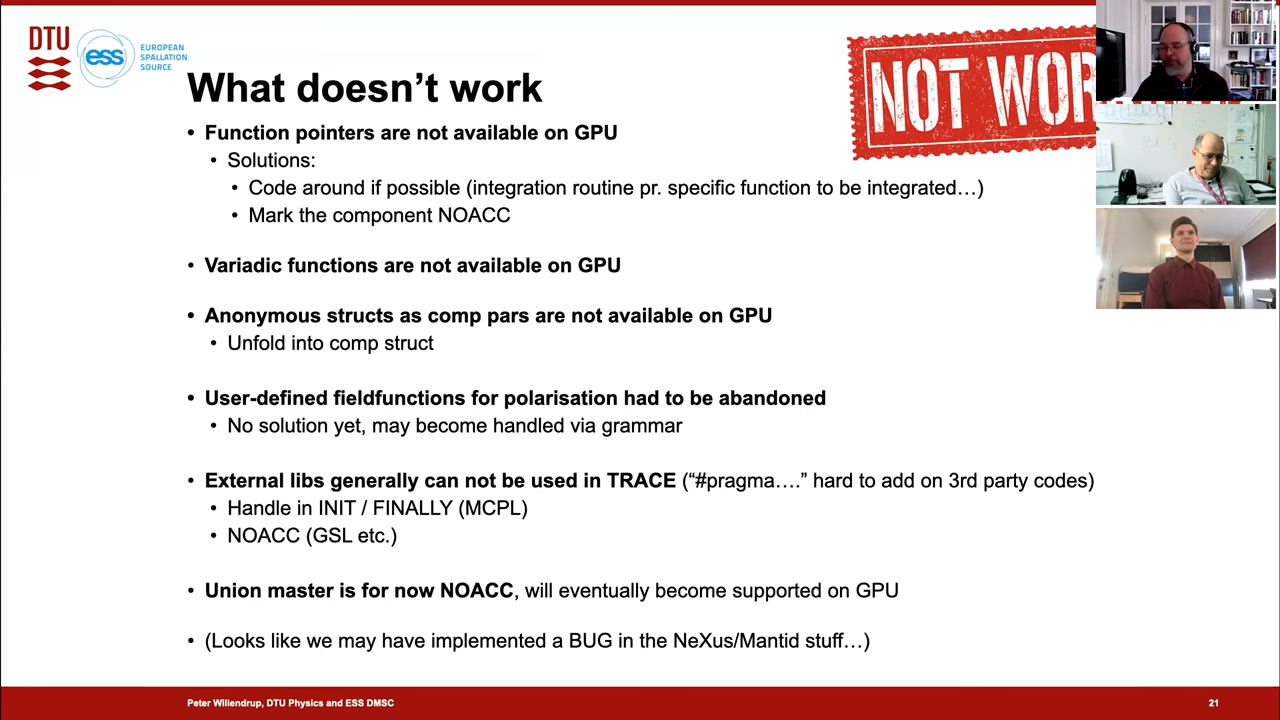 DTU
ess
EUROPEAN
SPALLATION
SOURCE
What doesn’t work
NOT WOR
• Function pointers are not available on GPU
• Solutions:
• Code around if possible (integration routine pr. specific function to be integrated…)
• Mark the component NOACC
• Variadic functions are not available on GPU
• Anonymous structs as comp pars are not available on GPU
• Unfold into comp struct
• User-defined fieldfunctions for polarisation had to be abandoned
• No solution yet, may become handled via grammar
• External libs generally can not be used in TRACE (“#pragma….” hard to add on 3rd party codes)
• Handle in INIT / FINALLY (MCPL)
• NOACC (GSL etc.)
• Union master is for now NOACC, will eventually become supported on GPU
• (Looks like we may have implemented a BUG in the NeXus/Mantid stuff…)
Peter Willendrup, DTU Physics and ESS DMSC
21